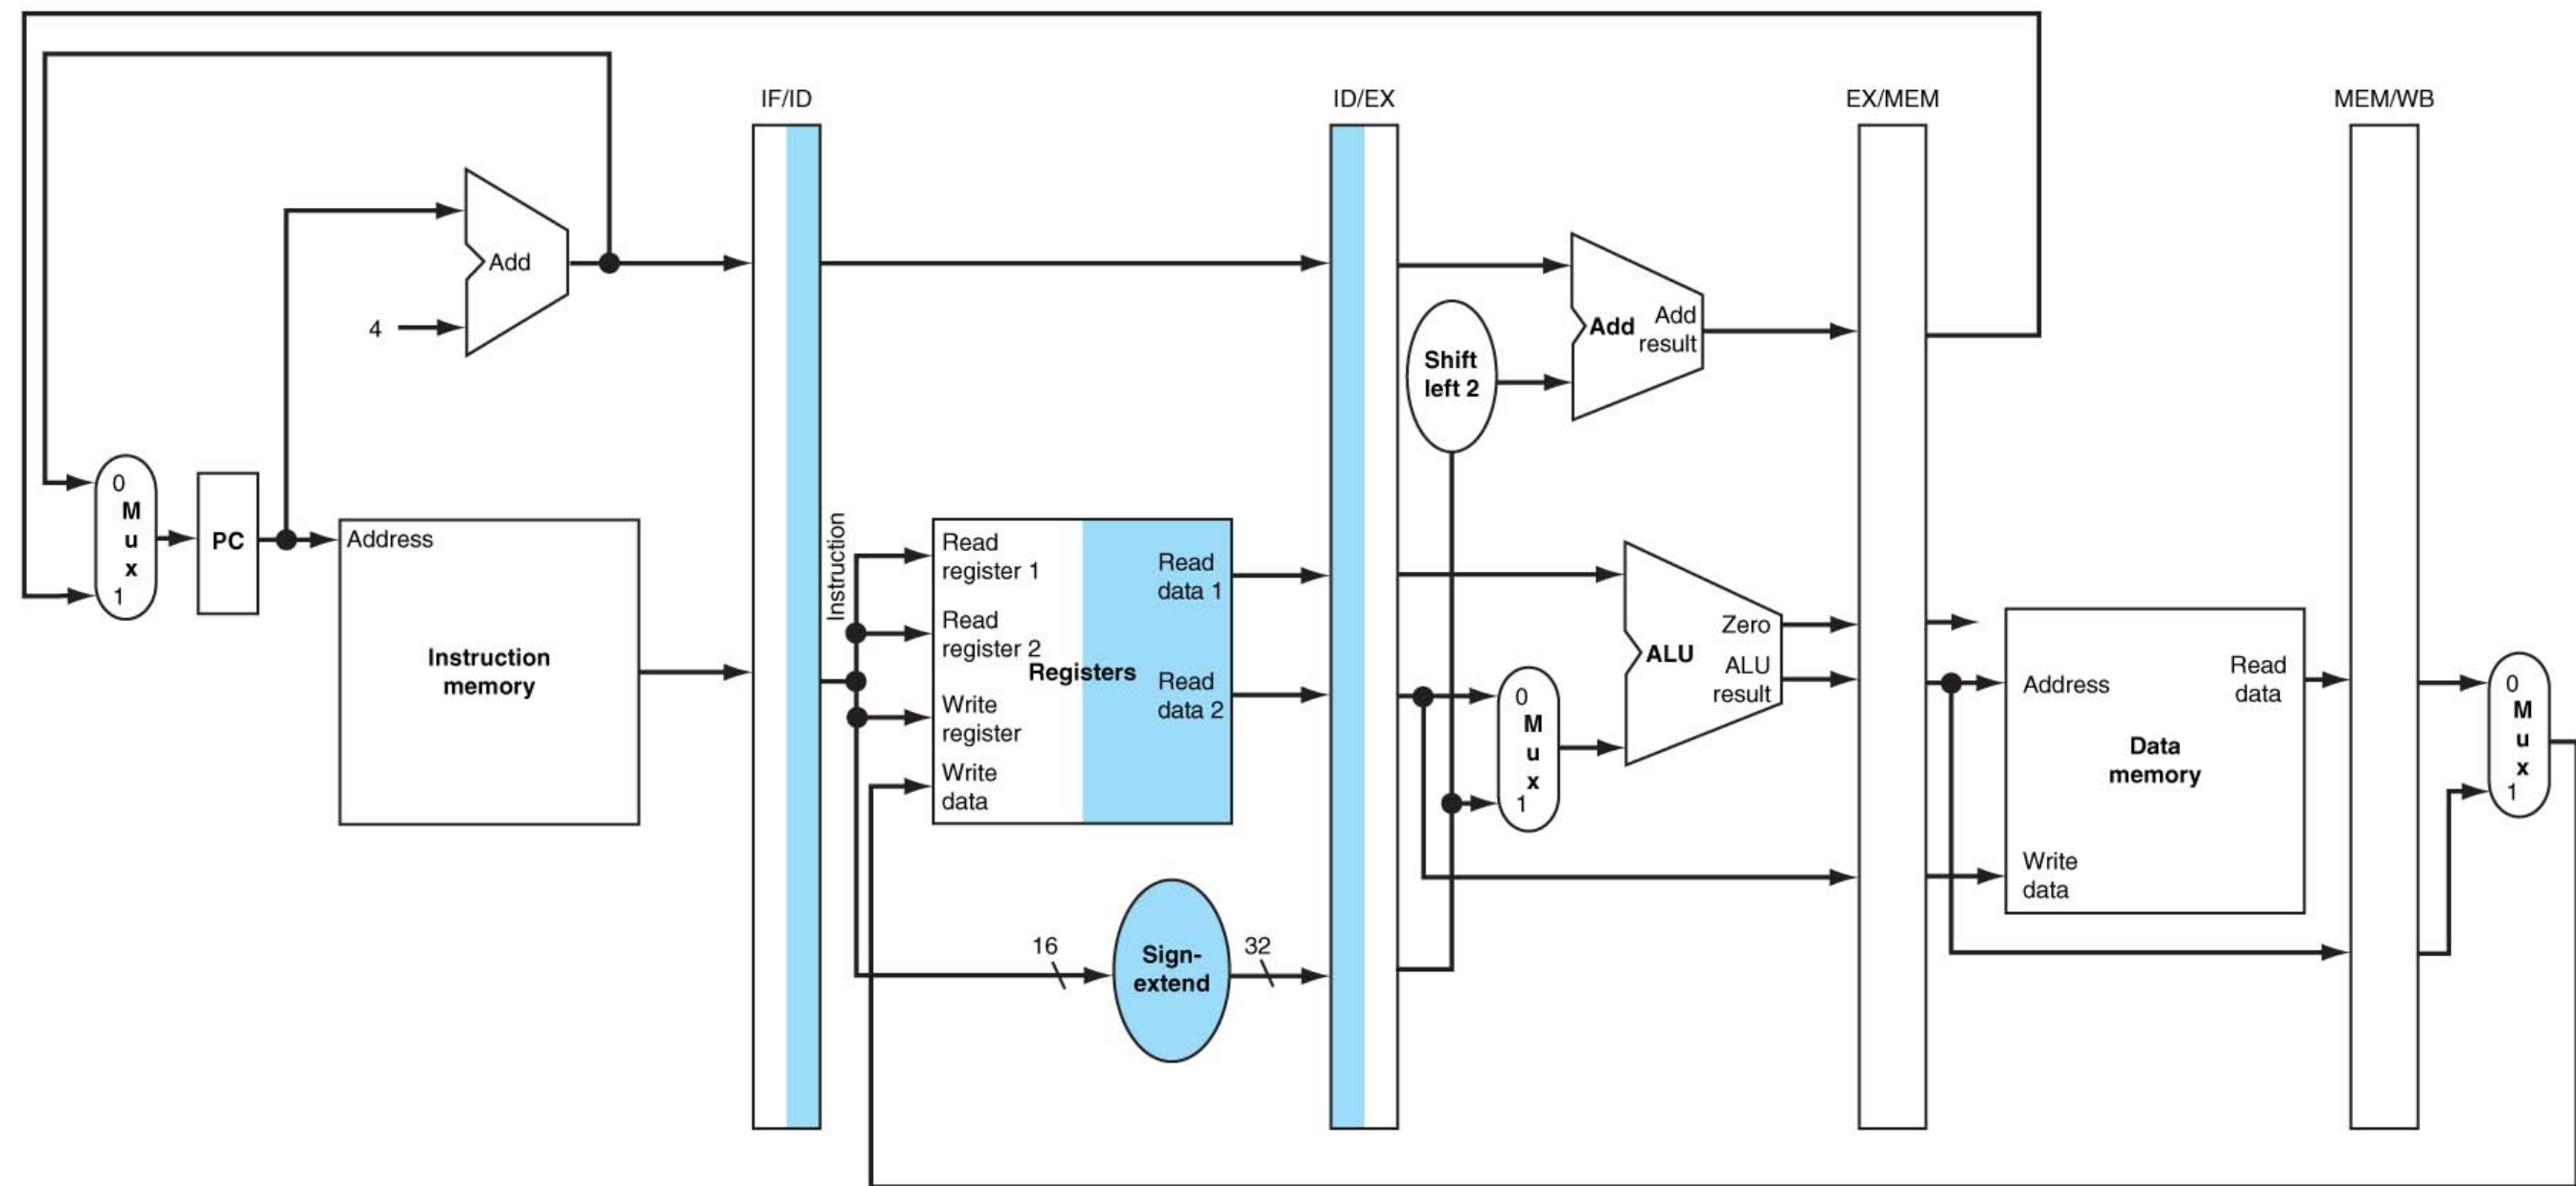 IF/ID
ID/EX
EX/MEM
MEM/WB
Add
4
0
M
u
x
1
PC
Address
Instruction
memory
Instruction
Read
register 1
Read
register 2
Write
register
Write
data
Registers
Read
data 1
Read
data 2
16
Sign-
extend
32
Shift
left 2
Add
Add
result
0
M
u
x
1
ALU
Zero
ALU
result
Address
Read
data
Data
memory
Write
data
0
M
u
x
1